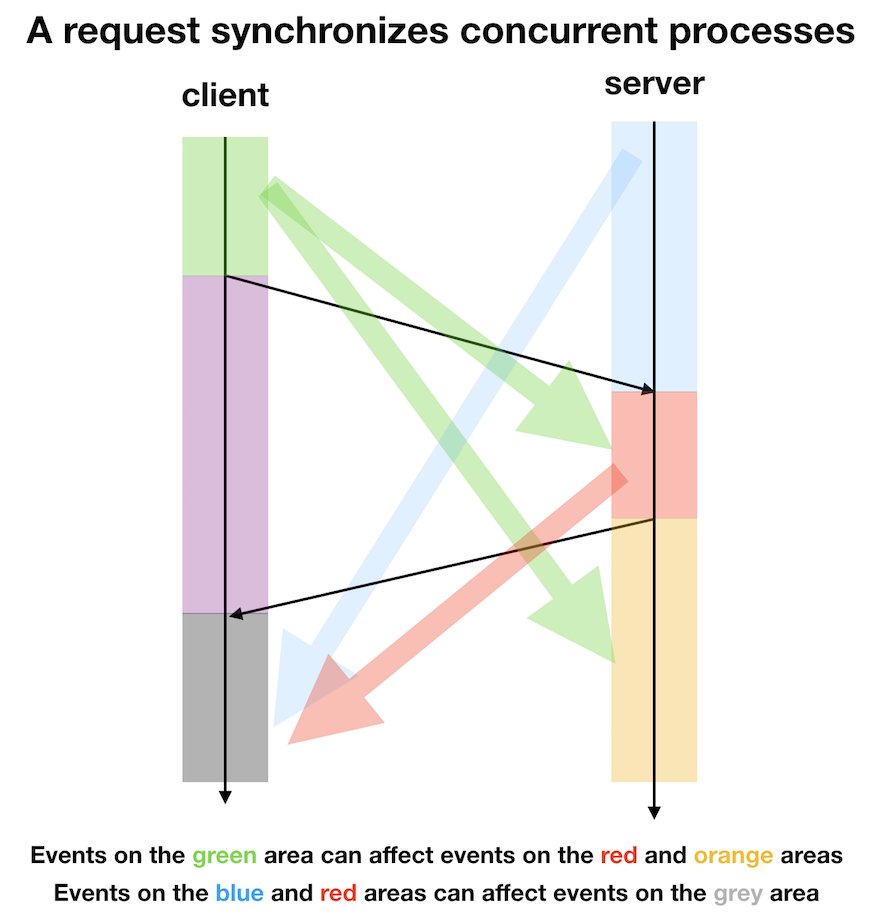 A request synchronizes concurrent processes
client
server
Events on the green area can affect events on the red and orange areas
Events on the blue and red areas can affect events on the grey area